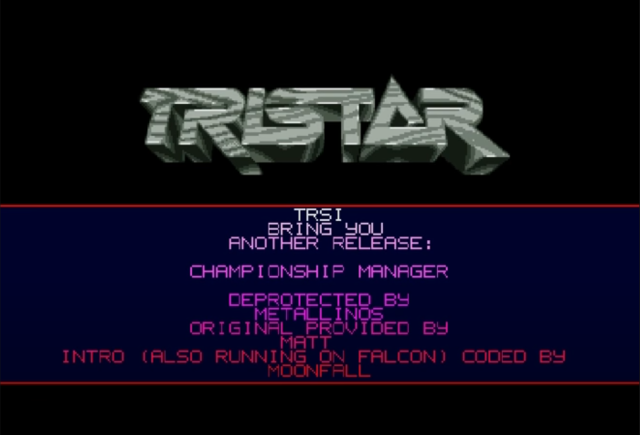 TRISTAR
TRSI
BRING YOU
ANOTHER RELEASE:
CHAMPIONSHIP MANAGER
DEPROTECTED BY
METALLINOS
ORIGINAL PROVIDED BY
MATT
INTRO (ALSO RUNNING ON FALCON) CODED BY
MOONFALL